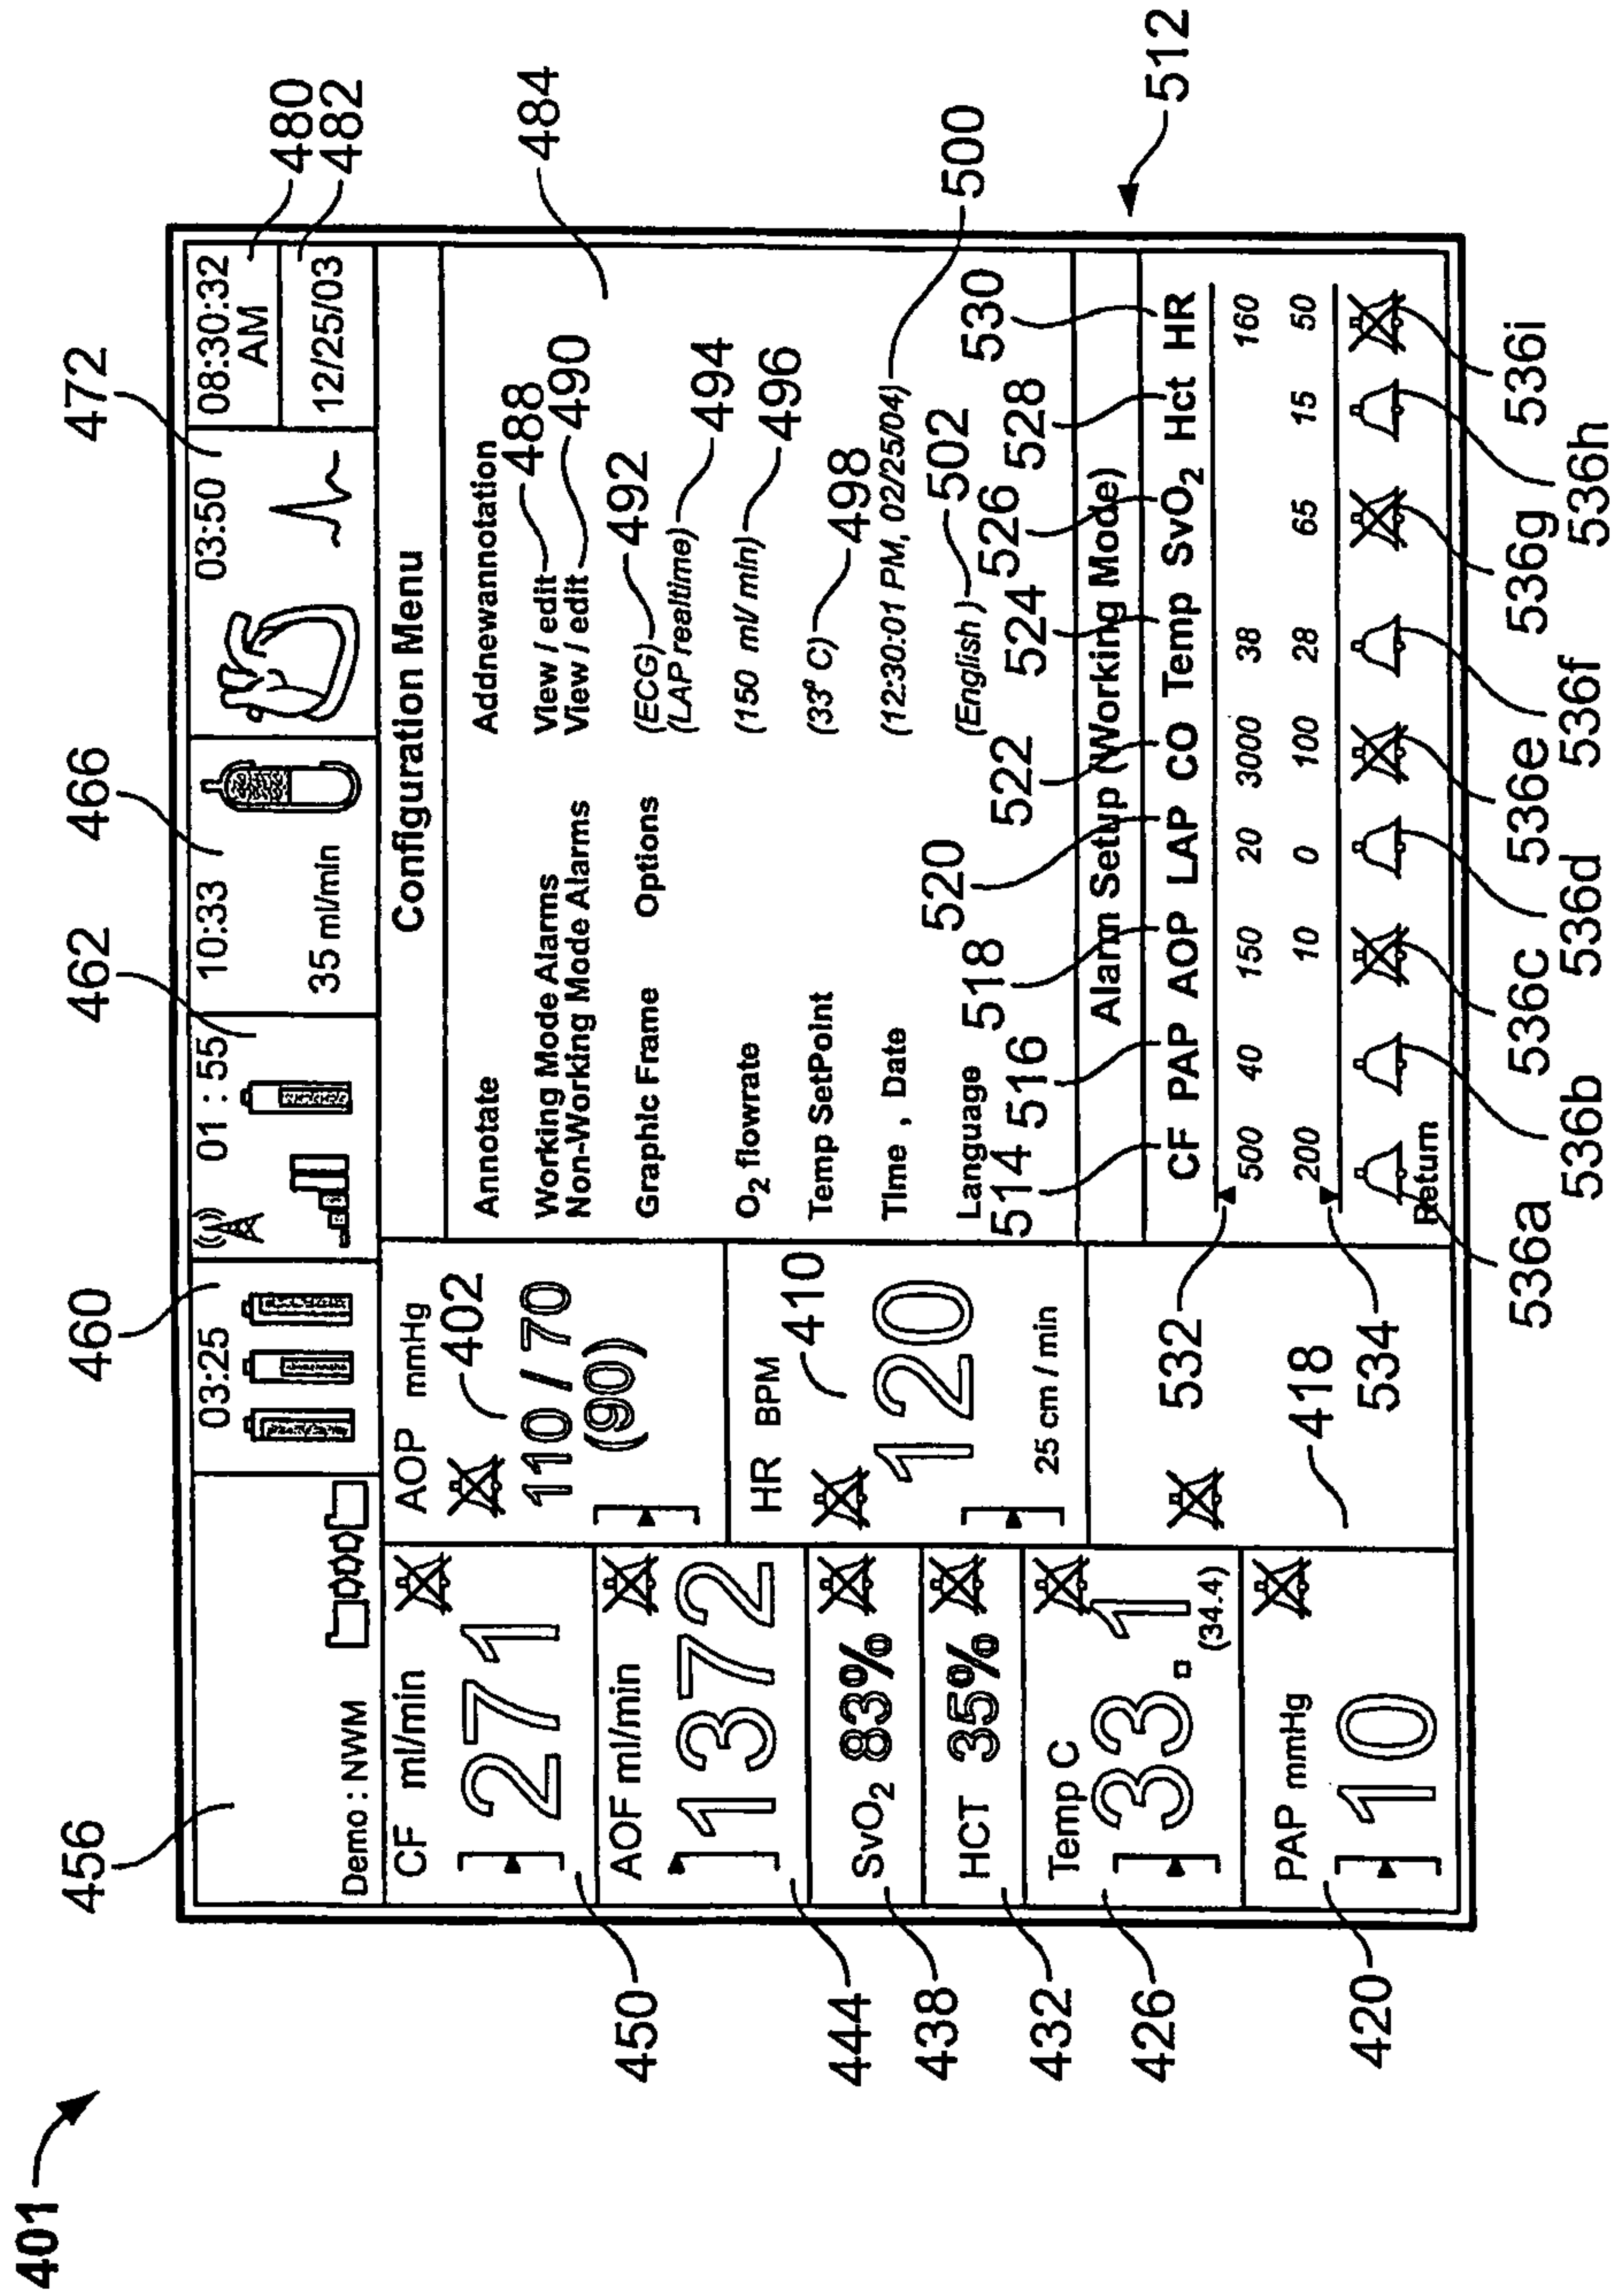 401
456
460
462
466
472
480
482
484
500
512
03:25
01 : 55
10:33
35 ml/min
03:50
08:30:32
AM
12/25/03
Demo : NWM
CF ml/min
271
450
AOF ml/min
1372
444
SvO2 83%
438
HCT 35%
432
Temp C
33.1
(34.4)
426
PAP mmHg
10
420
AOP mmHg
402
110 / 70
(90)
HR BPM
410
120
25 cm / min
418
Configuration Menu
Annotate Addnewannotation
Working Mode Alarms View / edit 488
Non-Working Mode Alarms View / edit 490
Graphic Frame Options (ECG) 492
(LAP realtime) 494
O2 flowrate (150 ml/ min) 496
Temp SetPoint (33° C) 498
Time , Date (12:30:01 PM, 02/25/04)
Language (English) 502
514 516 518 520 522 524 526 528 530
Alarm Setup (Working Mode)
CF PAP AOP LAP CO Temp SvO2 Hct HR
532
500 40 150 20 3000 38 160
200 10 0 100 28 65 15 50
534
Return
536a 536b 536c 536d 536e 536f 536g 536h 536i